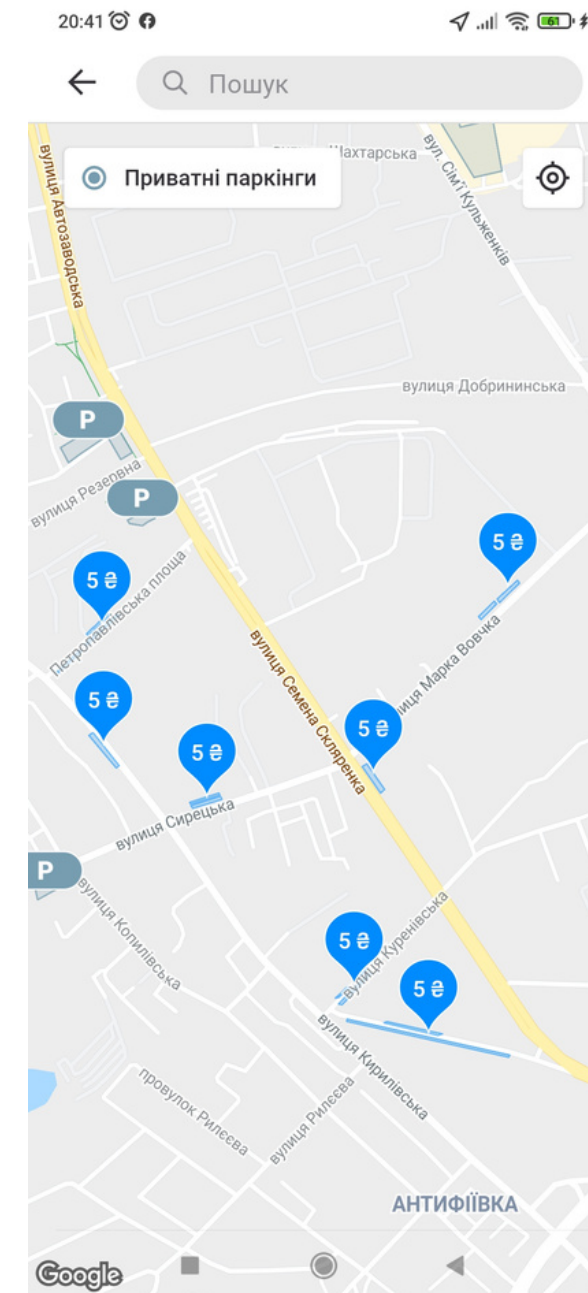 20:41
61
Пошук
Шахтарська
вул. Сім'ї Кульженків
Приватні паркінги
вулиця Автозаводська
вулиця Добрининська
P
вулиця Резервна
P
5 ₴
5 ₴
Петропавлівська площа
вулиця Семена Скляренка
вулиця Марка Вовчка
5 ₴
5 ₴
5 ₴
вулиця Сирецька
P
вулиця Копилівська
5 ₴
вулиця Куренівська
5 ₴
вулиця Кирилівська
провулок Рилєєва
вулиця Рилєєва
АНТИФІЇВКА
Google